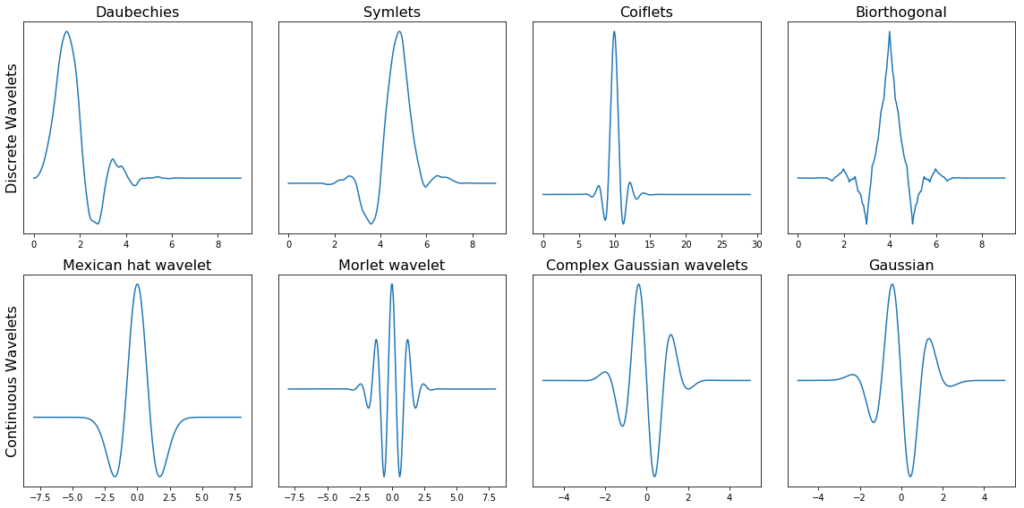 Daubechies
Symlets
Coiflets
Biorthogonal
Discrete Wavelets
0 2 4 6 8
0 2 4 6 8
0 5 10 15 20 25 30
0 2 4 6 8
Mexican hat wavelet
Morlet wavelet
Complex Gaussian wavelets
Gaussian
Continuous Wavelets
−7.5 −5.0 −2.5 0.0 2.5 5.0 7.5
−7.5 −5.0 −2.5 0.0 2.5 5.0 7.5
−4 −2 0 2 4
−4 −2 0 2 4